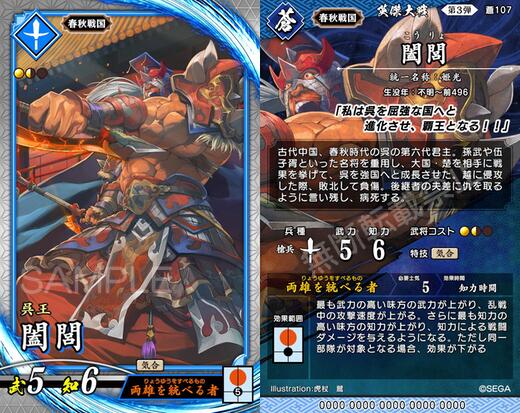 春秋戦国
SAMPLE
呉王
闔閭
気合
武5 知6
りょうゆうをすべるもの
両雄を統べる者
5
蒼
春秋戦国
英傑大戦
第3弾
蒼107
こうりょ
闔閭
統一名称:姫光
生没年:不明~前496
「私は呉を屈強な国へと
進化させ、覇王となる!!」
古代中国、春秋時代の呉の第六代君主。孫武や伍
子胥といった名将を重用し、大国・楚を相手に戦
果を挙げて、呉を強国へと成長させた。越に侵攻
した際、敗北して負傷。後継者の夫差に仇を取る
ように言い残し、病死する。
兵種 武力 知力 武将コスト
槍兵 5 6 特技 気合
りょうゆうをすべるもの 必要士気 効果時間
両雄を統べる者 5 知力時間
効果範囲
最も武力の高い味方の武力が上がり、乱戦
中の攻撃速度が上がる。さらに最も知力の
高い味方の知力が上がり、知力による戦闘
ダメージを与えるようになる。ただし同一
部隊が対象となる場合、効果が下がる
Illustration:虎杖 鯤
©SEGA
0000 0000 0000 0000 0000
無断転載禁止